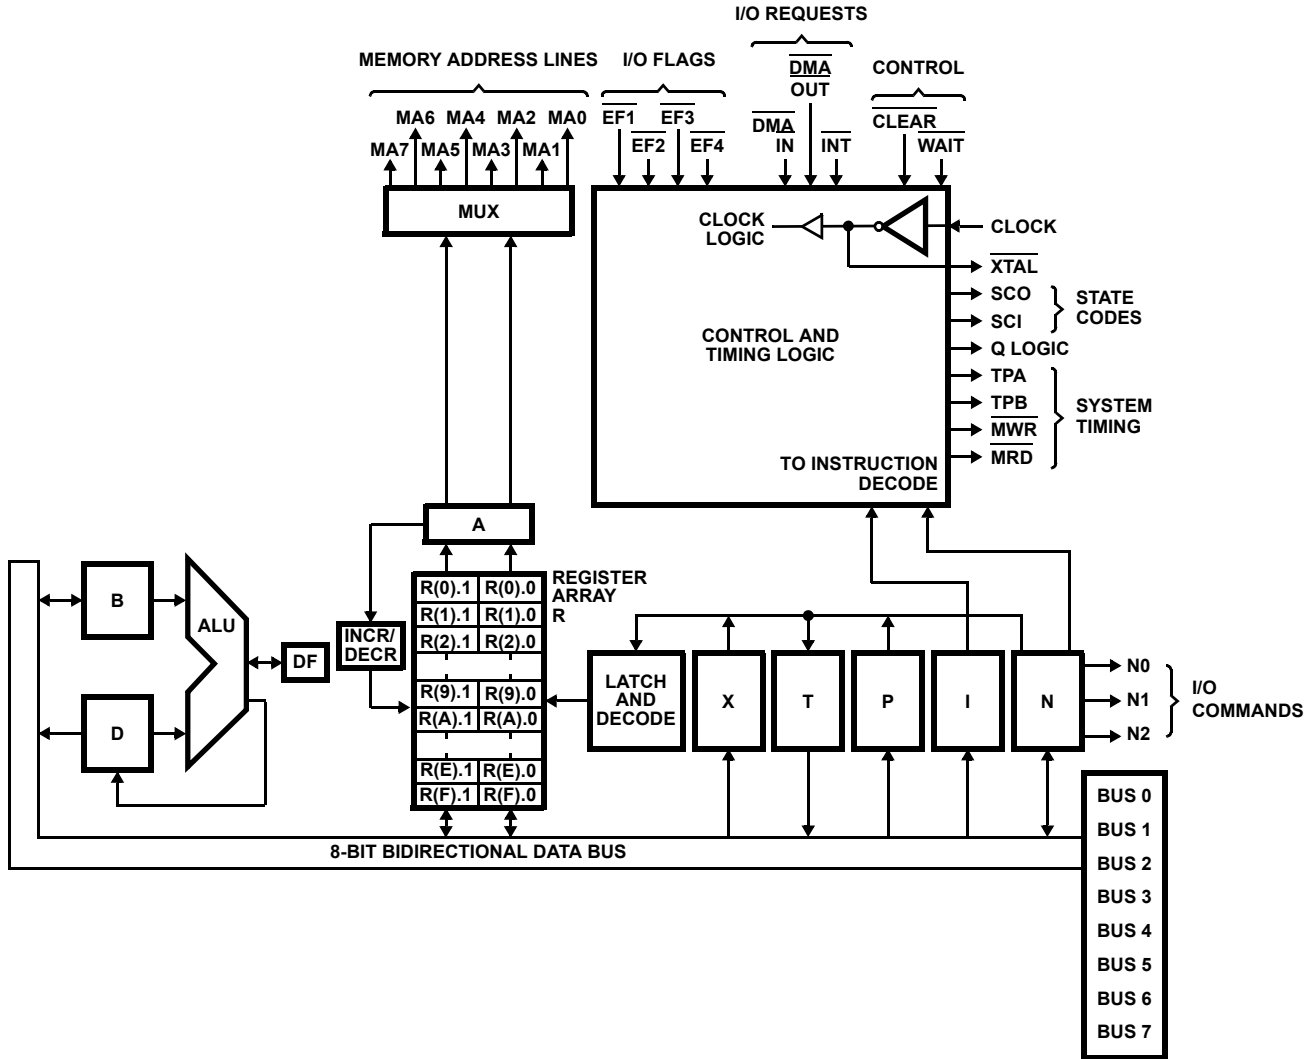 I/O REQUESTS
MEMORY ADDRESS LINES
I/O FLAGS
DMA
OUT
CONTROL
MA6 MA4 MA2 MA0
EF1 EF3
DMA
IN
CLEAR
MA7 MA5 MA3 MA1
EF2 EF4
INT
WAIT
MUX
CLOCK
LOGIC
CLOCK
XTAL
SCO
SCI
STATE
CODES
CONTROL AND
TIMING LOGIC
Q LOGIC
TPA
TPB
MWR
MRD
SYSTEM
TIMING
TO INSTRUCTION
DECODE
A
REGISTER
ARRAY
R
R(0).1 R(0).0
R(1).1 R(1).0
R(2).1 R(2).0
R(9).1 R(9).0
R(A).1 R(A).0
R(E).1 R(E).0
R(F).1 R(F).0
B
ALU
DF
INCR/
DECR
D
LATCH
AND
DECODE
X
T
P
I
N
N0
N1
N2
I/O
COMMANDS
8-BIT BIDIRECTIONAL DATA BUS
BUS 0
BUS 1
BUS 2
BUS 3
BUS 4
BUS 5
BUS 6
BUS 7